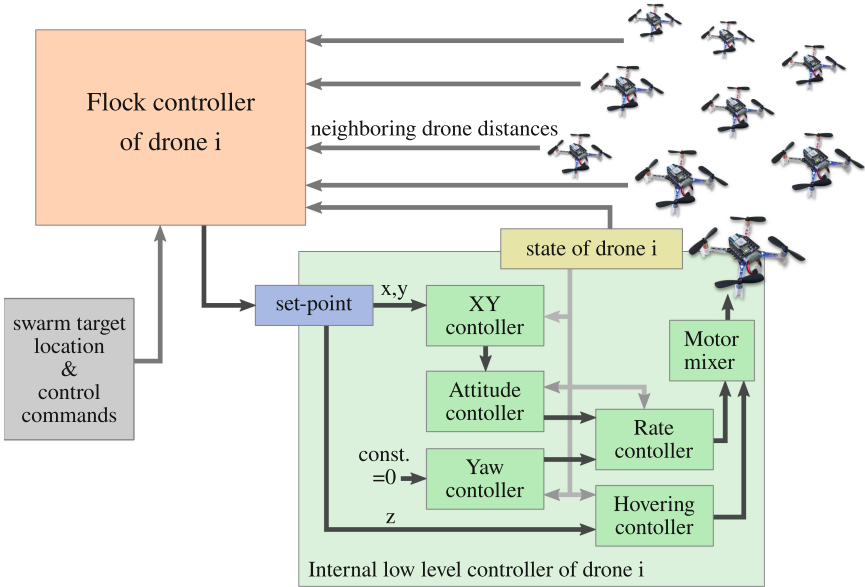 Flock controller
of drone i
neighboring drone distances
state of drone i
swarm target
location
&
control
commands
set-point
x,y
XY
contoller
Motor
mixer
Attitude
contoller
Rate
contoller
const.
=0
Yaw
contoller
Hovering
contoller
z
Internal low level controller of drone i